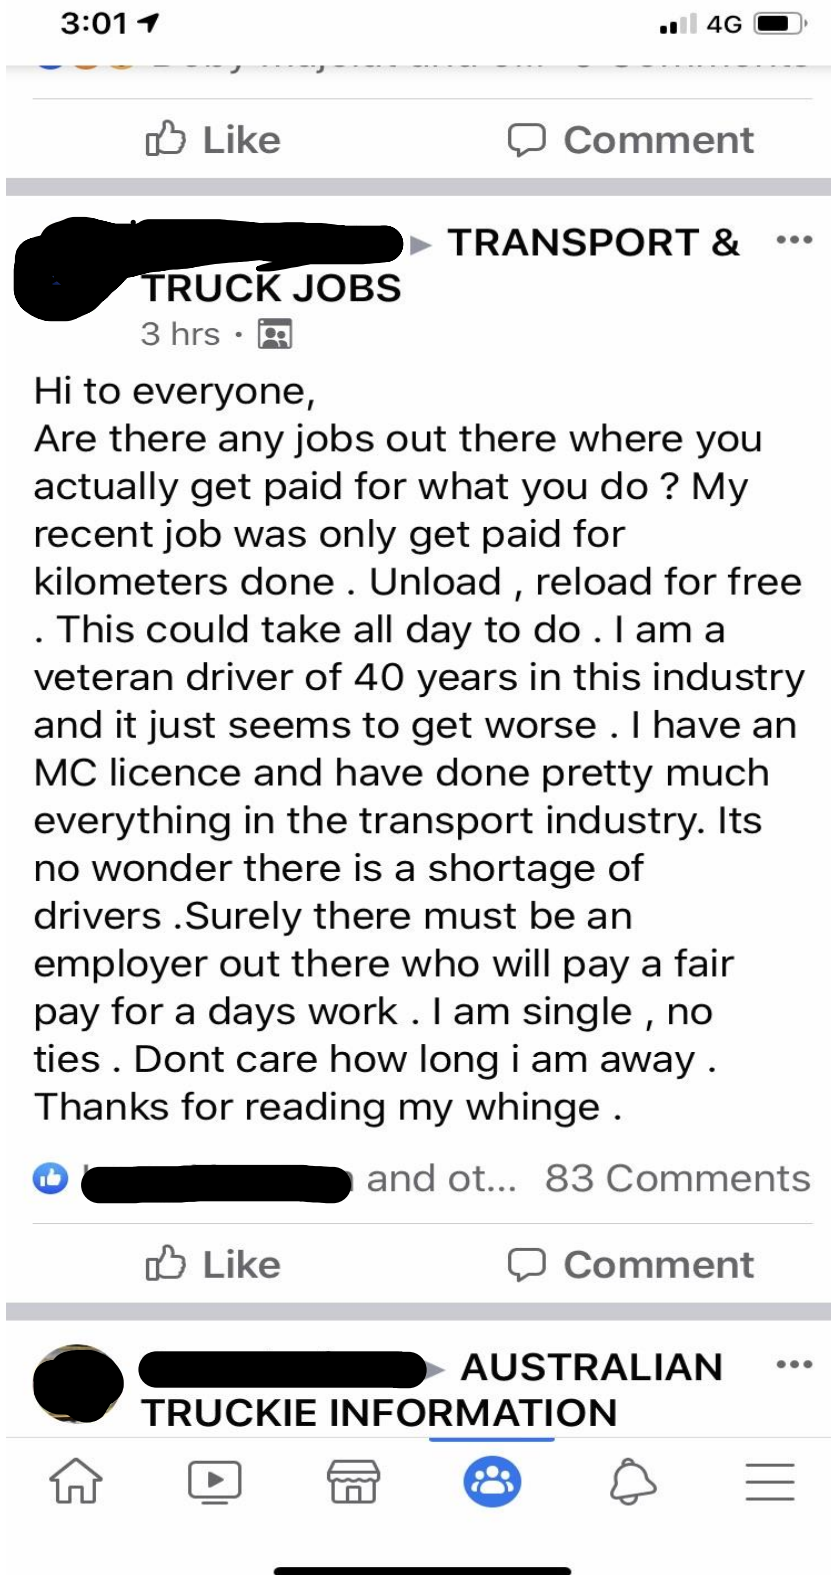 3:01 4G
Like Comment
TRANSPORT &
TRUCK JOBS
3 hrs ·
Hi to everyone,
Are there any jobs out there where you
actually get paid for what you do ? My
recent job was only get paid for
kilometers done . Unload , reload for free
. This could take all day to do . I am a
veteran driver of 40 years in this industry
and it just seems to get worse . I have an
MC licence and have done pretty much
everything in the transport industry. Its
no wonder there is a shortage of
drivers .Surely there must be an
employer out there who will pay a fair
pay for a days work . I am single , no
ties . Dont care how long i am away .
Thanks for reading my whinge .
and ot... 83 Comments
Like Comment
AUSTRALIAN
TRUCKIE INFORMATION